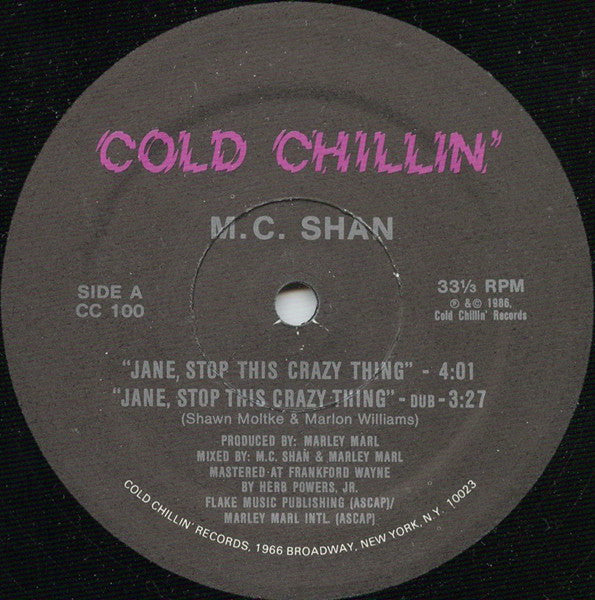 COLD CHILLIN'
M.C. SHAN
SIDE A
CC 100
33⅓ RPM
℗ & © 1986,
Cold Chillin' Records
"JANE, STOP THIS CRAZY THING" - 4:01
"JANE, STOP THIS CRAZY THING" - DUB - 3:27
(Shawn Moltke & Marlon Williams)
PRODUCED BY: MARLEY MARL
MIXED BY: M.C. SHAN & MARLEY MARL
MASTERED AT FRANKFORD WAYNE
BY HERB POWERS, JR.
FLAKE MUSIC PUBLISHING (ASCAP)/
MARLEY MARL INTL. (ASCAP)
COLD CHILLIN' RECORDS, 1966 BROADWAY, NEW YORK, N.Y. 10023